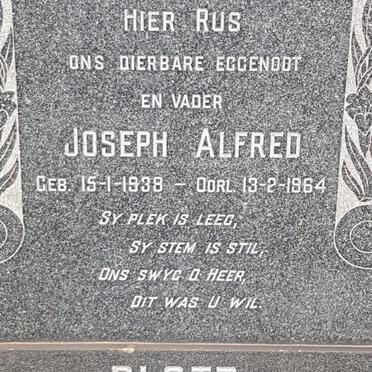 HIER RUS
ONS DIERBARE EGGENOOT
EN VADER
JOSEPH ALFRED
GEB. 15-1-1938 – OORL. 13-2-1964
SY PLEK IS LEEG,
SY STEM IS STIL,
ONS SWYG O HEER,
DIT WAS U WIL.